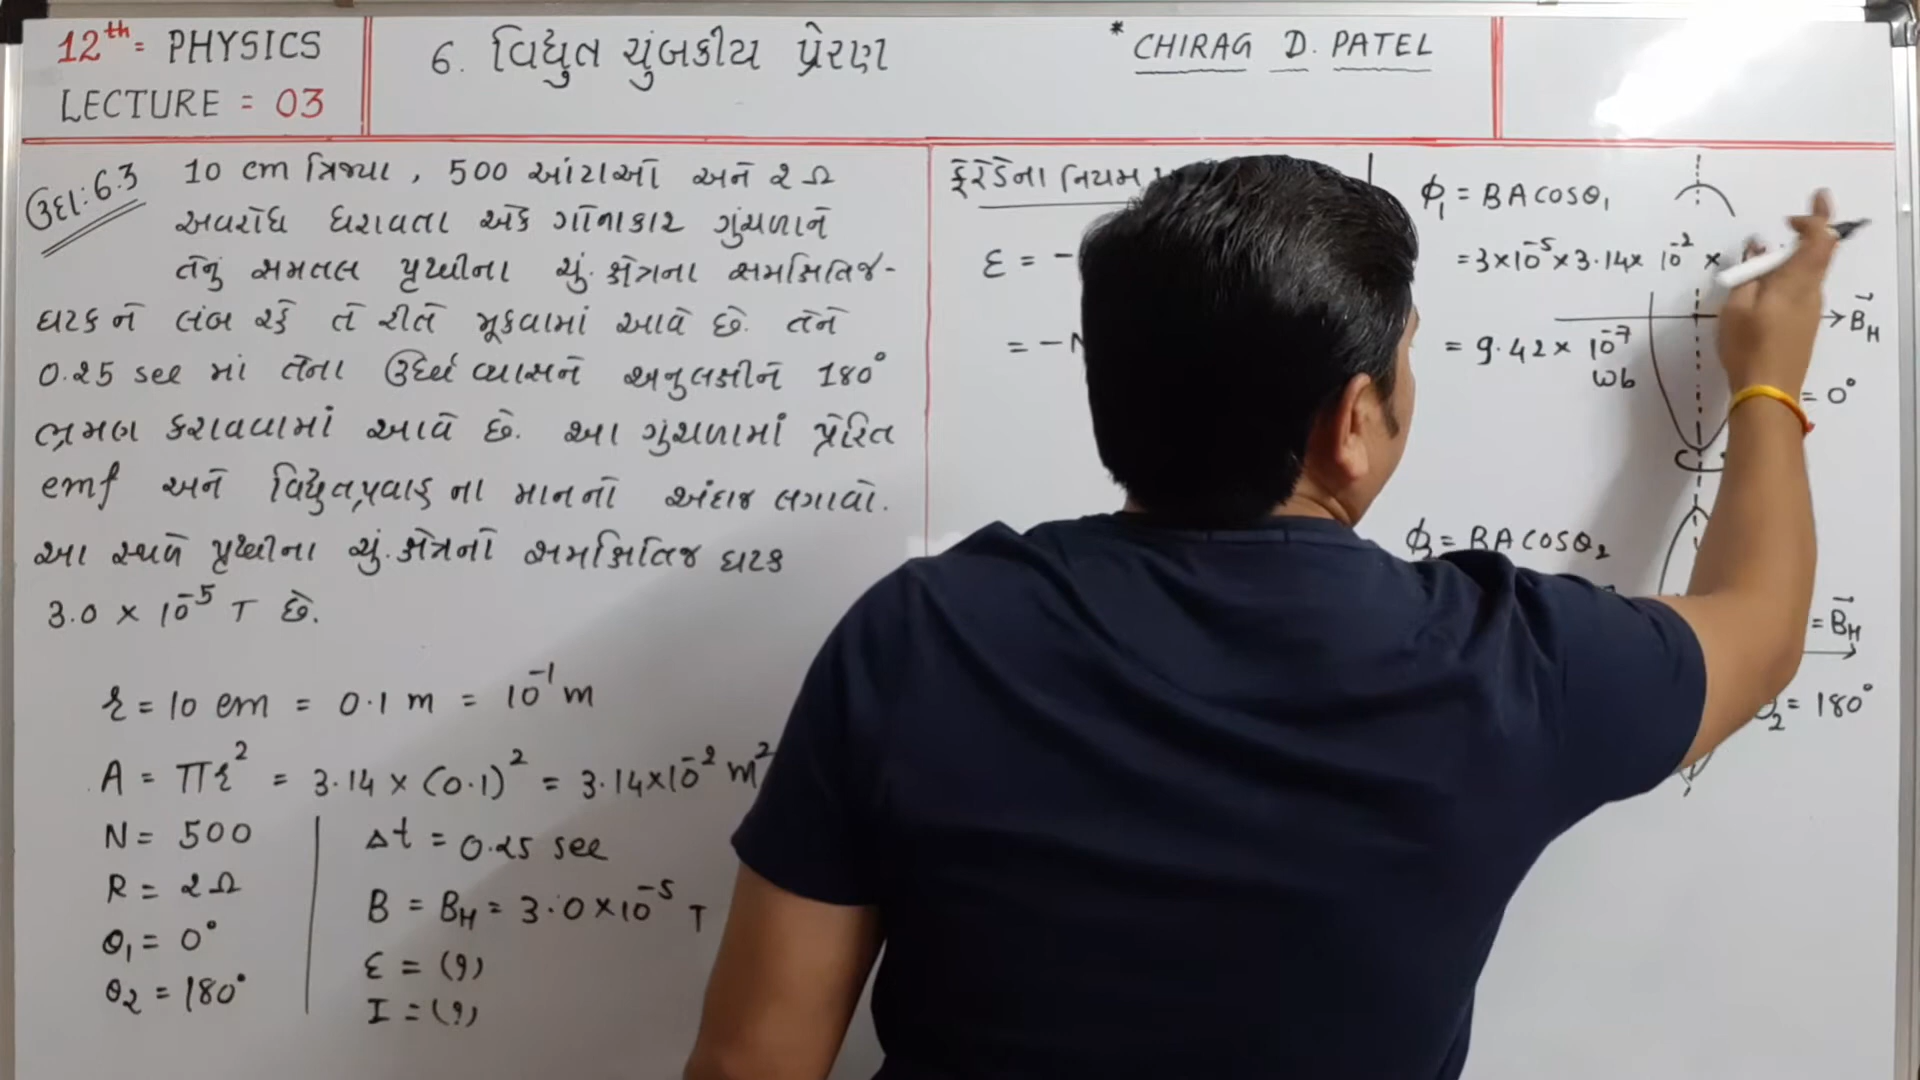 12th = PHYSICS
LECTURE = 03
6. વિદ્યુત ચુંબકીય પ્રેરણ
* CHIRAG D. PATEL
ઉદા: 6.3
10 cm ત્રિજ્યા, 500 આંટાઓ અને 2 Ω
અવરોધ ધરાવતા એક ગોળાકાર ગુંચળાને
તેનું સમતલ પૃથ્વીના ચું. ક્ષેત્રના સમક્ષિતિજ-
ઘટકને લંબ રહે તે રીતે મૂકવામાં આવે છે. તેને
0.25 sec માં તેના ઉર્ધ્વ વ્યાસને અનુલક્ષીને 180°
ભ્રમણ કરાવવામાં આવે છે. આ ગુંચળામાં પ્રેરિત
emf અને વિદ્યુતપ્રવાહ ના માનનો અંદાજ લગાવો.
આ સ્થળે પૃથ્વીના ચું. ક્ષેત્રનો સમક્ષિતિજ ઘટક
3.0 × 10⁻⁵ T છે.
r = 10 cm = 0.1 m = 10⁻¹ m
A = πr² = 3.14 × (0.1)² = 3.14×10⁻² m²
N = 500
R = 2 Ω
θ₁ = 0°
θ₂ = 180°
Δt = 0.25 sec
B = B_H = 3.0 × 10⁻⁵ T
ε = (?)
I = (?)
ફેરેડેના નિયમ
ε = -
= - N
ϕ₁ = BA cosθ₁
= 3×10⁻⁵ × 3.14 × 10⁻² ×
= 9.42 × 10⁻⁷
wb
B⃗_H
= 0°
ϕ₂ = BA cosθ₂
= B⃗_H
θ₂ = 180°